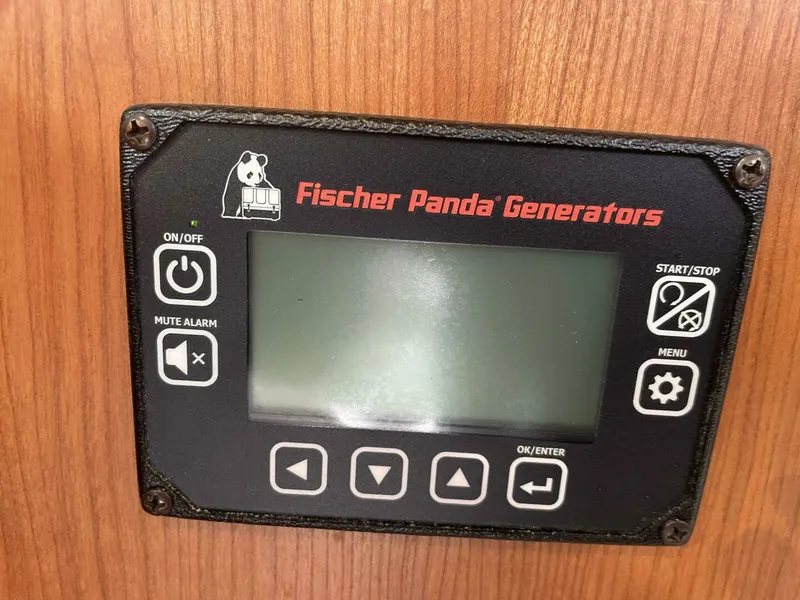 Fischer Panda® Generators
ON/OFF
START/STOP
MUTE ALARM
MENU
OK/ENTER